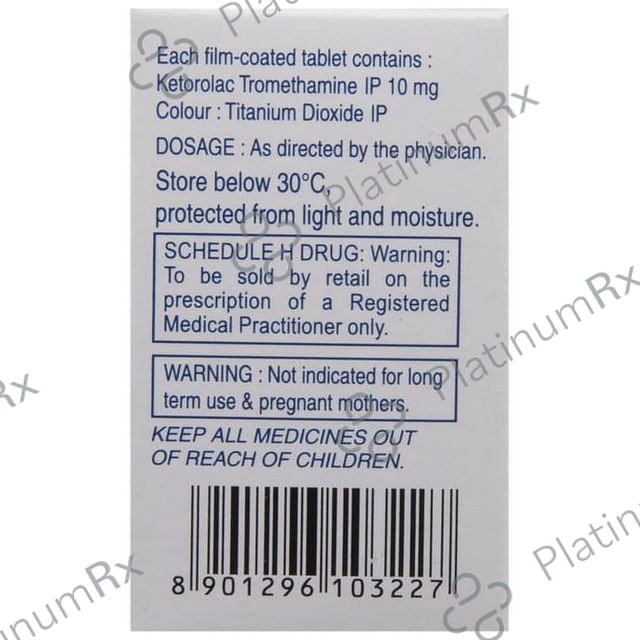 Each film-coated tablet contains :
Ketorolac Tromethamine IP 10 mg
Colour : Titanium Dioxide IP
DOSAGE : As directed by the physician.
Store below 30°C,
protected from light and moisture.
SCHEDULE H DRUG: Warning:
To be sold by retail on the
prescription of a Registered
Medical Practitioner only.
WARNING : Not indicated for long
term use & pregnant mothers.
KEEP ALL MEDICINES OUT
OF REACH OF CHILDREN.
8 901296 103227
PlatinumRx
PlatinumRx
PlatinumRx
Rx
PlatinumRx
Platinum